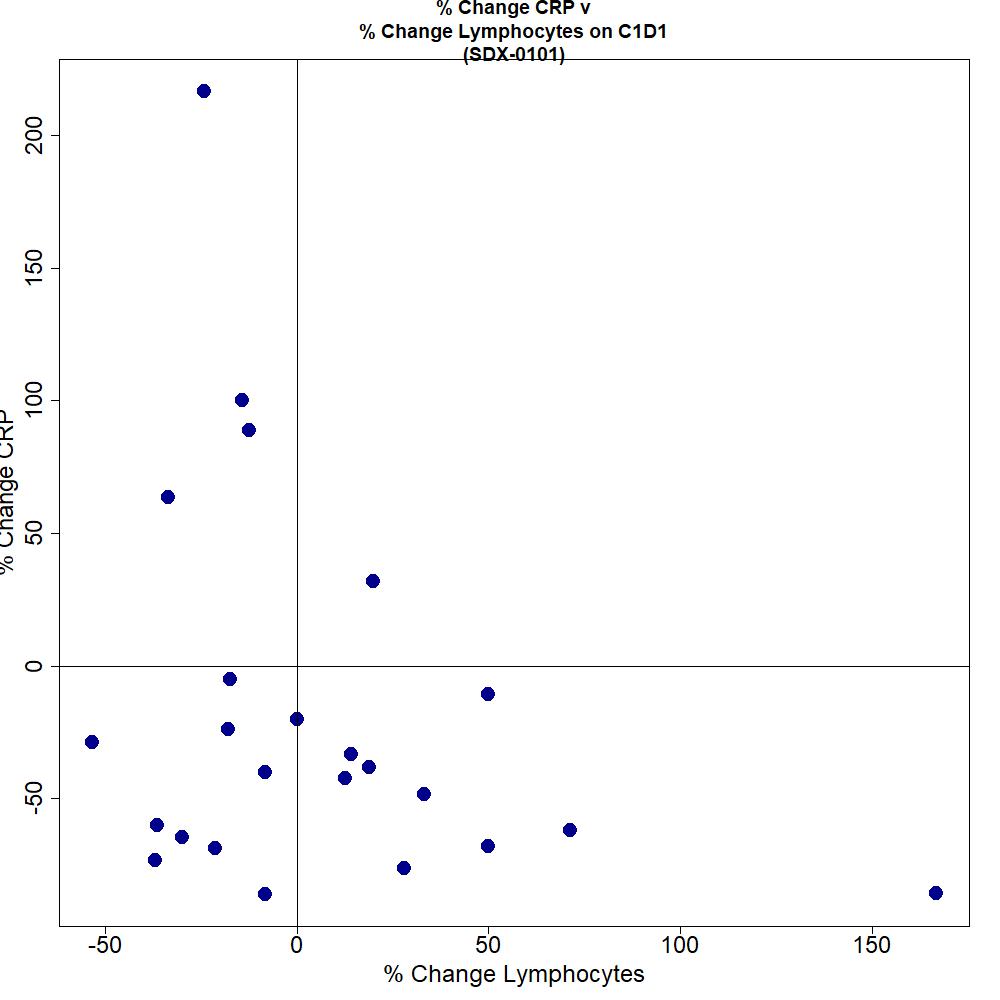 % Change CRP v
% Change Lymphocytes on C1D1
(SDX-0101)
% Change CRP
200
150
100
50
0
-50
-50 0 50 100 150
% Change Lymphocytes